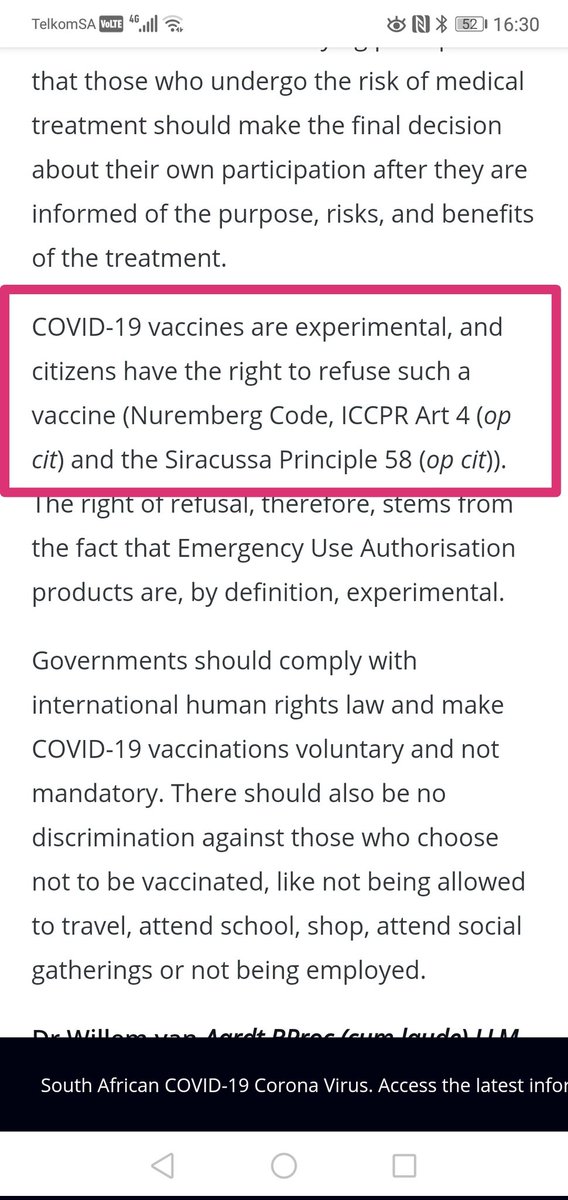 TelkomSA VoLTE 4G 52 16:30
that those who undergo the risk of medical
treatment should make the final decision
about their own participation after they are
informed of the purpose, risks, and benefits
of the treatment.
COVID-19 vaccines are experimental, and
citizens have the right to refuse such a
vaccine (Nuremberg Code, ICCPR Art 4 (op
cit) and the Siracussa Principle 58 (op cit)).
The right of refusal, therefore, stems from
the fact that Emergency Use Authorisation
products are, by definition, experimental.
Governments should comply with
international human rights law and make
COVID-19 vaccinations voluntary and not
mandatory. There should also be no
discrimination against those who choose
not to be vaccinated, like not being allowed
to travel, attend school, shop, attend social
gatherings or not being employed.
Dr Willem van Aardt BProc (cum laude) LLM
South African COVID-19 Corona Virus. Access the latest infor